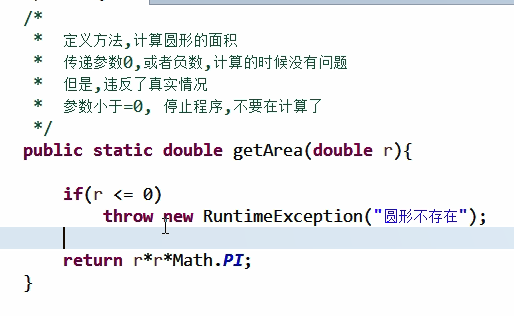 /*
 * 定义方法,计算圆形的面积
 * 传递参数0,或者负数,计算的时候没有问题
 * 但是,违反了真实情况
 * 参数小于=0, 停止程序,不要在计算了
 */
public static double getArea(double r){
if(r <= 0)
throw new RuntimeException("圆形不存在");
return r*r*Math.PI;
}